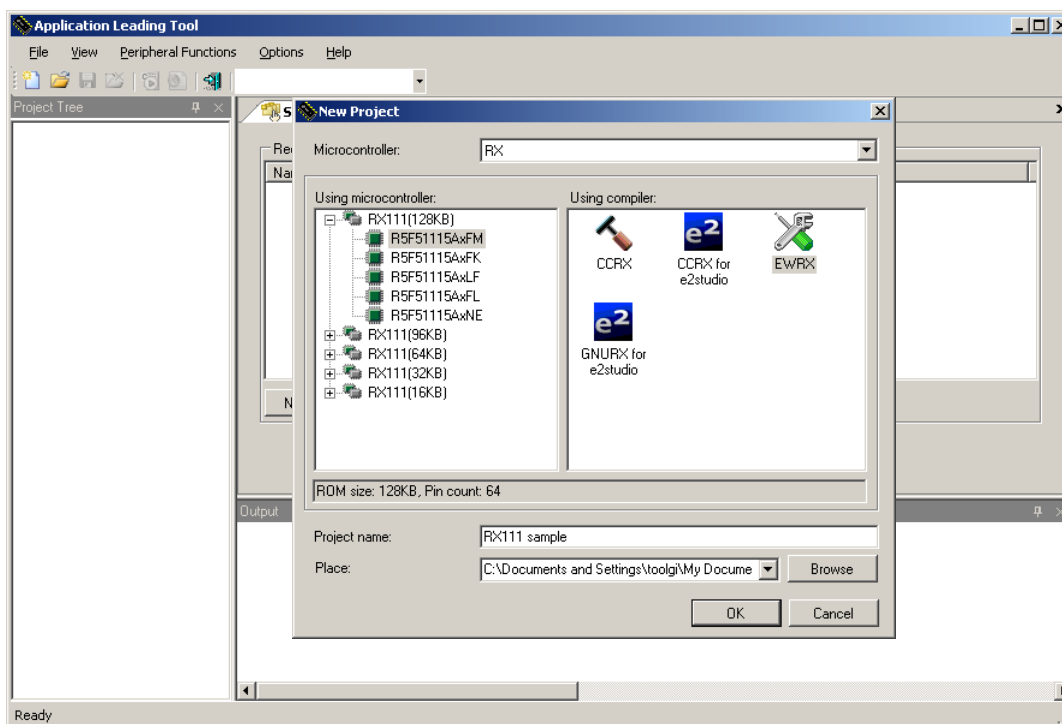 Application Leading Tool
File View Peripheral Functions Options Help
Project Tree
S
New Project
Rec
Nar
N
Microcontroller: RX
Using microcontroller:
RX111(128KB)
R5F51115AxFM
R5F51115AxFK
R5F51115AxLF
R5F51115AxFL
R5F51115AxNE
RX111(96KB)
RX111(64KB)
RX111(32KB)
RX111(16KB)
Using compiler:
CCRX
CCRX for
e2studio
EWRX
GNURX for
e2studio
ROM size: 128KB, Pin count: 64
Project name: RX111 sample
Place: C:\Documents and Settings\toolgi\My Docume Browse
OK Cancel
Output
Ready